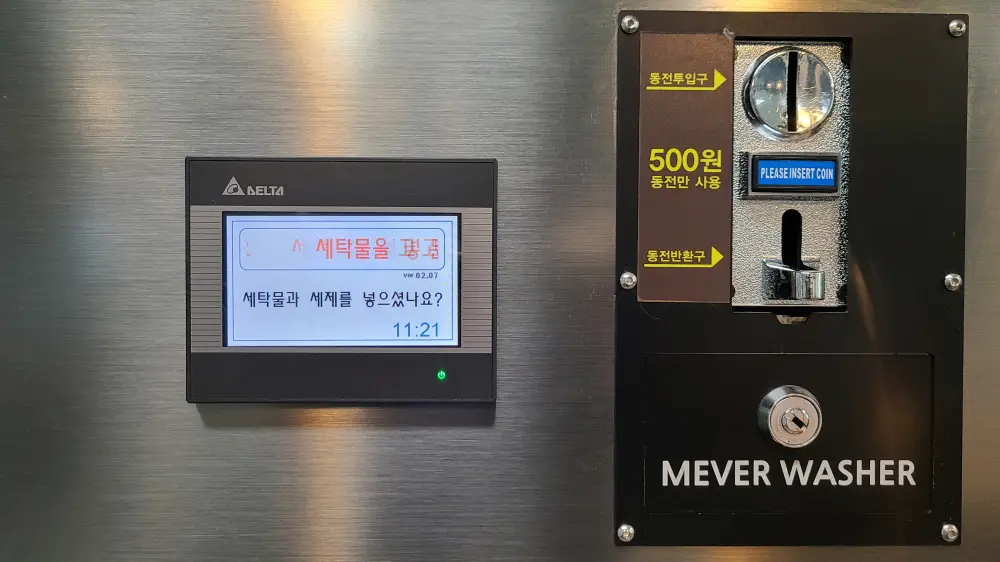 DELTA
세탁물을
ver 02.07
세탁물과 세제를 넣으셨나요?
11:21
동전투입구
500원
동전만 사용
PLEASE INSERT COIN
동전반환구
MEVER WASHER